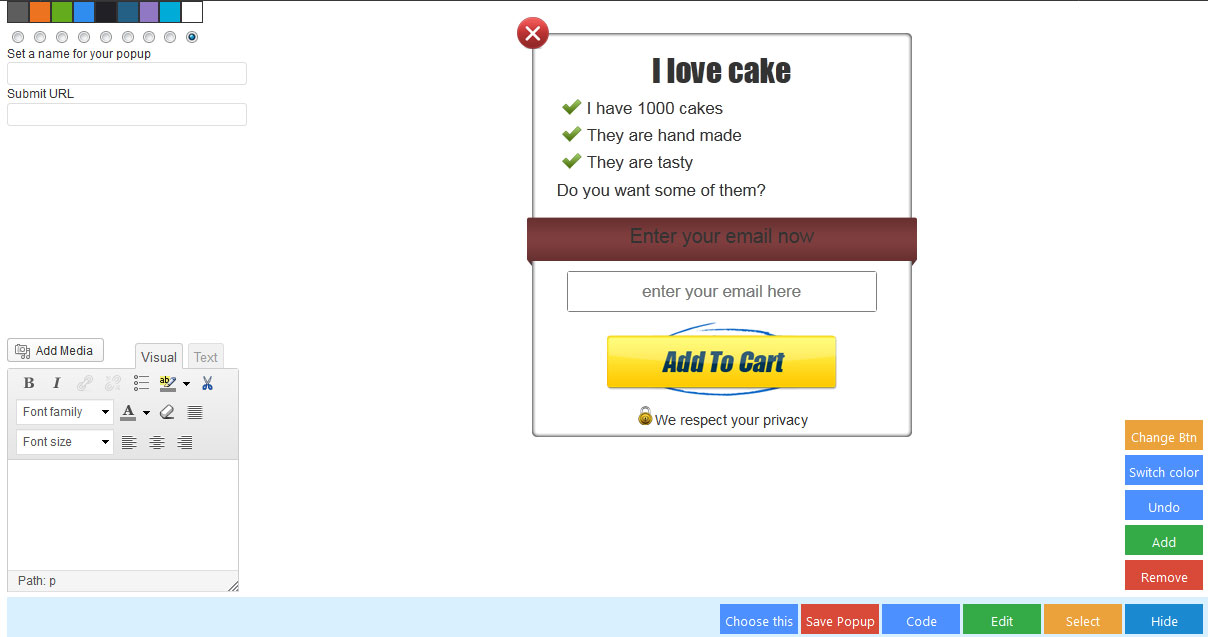 Set a name for your popup
Submit URL
I love cake
I have 1000 cakes
They are hand made
They are tasty
Do you want some of them?
Enter your email now
enter your email here
Add To Cart
We respect your privacy
Add Media
Visual
Text
B
I
ab
Font family
A
Font size
Path: p
Change Btn
Switch color
Undo
Add
Remove
Choose this
Save Popup
Code
Edit
Select
Hide